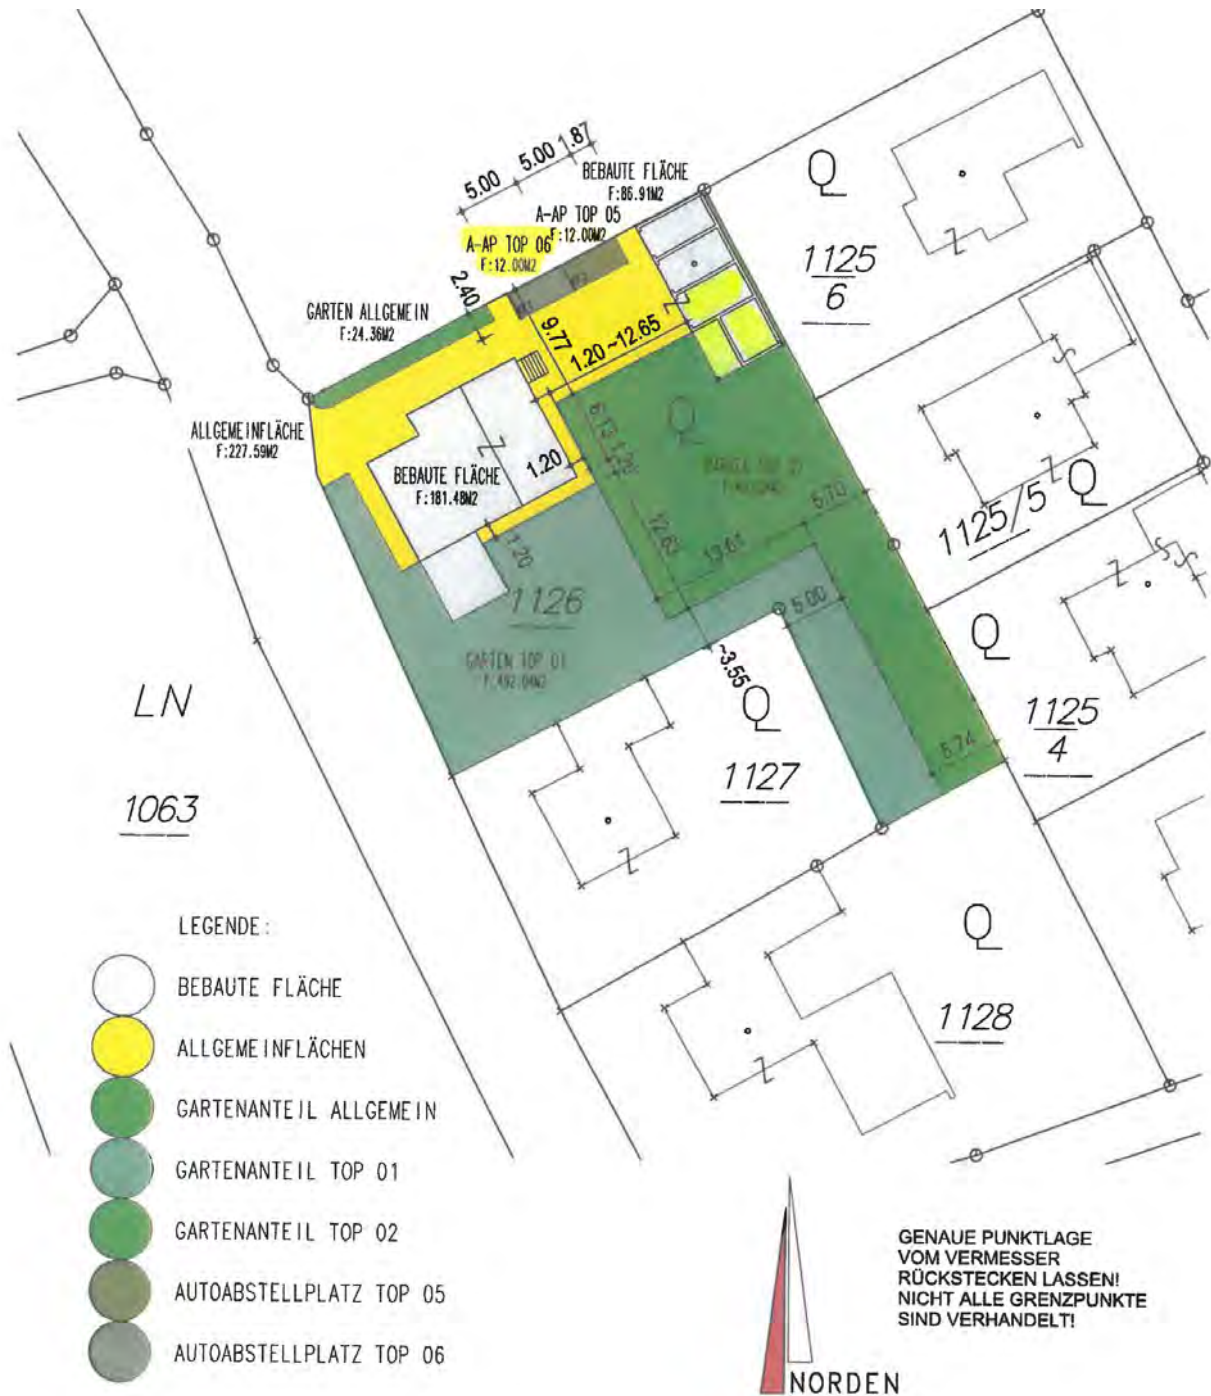 5.00 5.00 1.87
BEBAUTE FLÄCHE
F:86.91M2
A-AP TOP 05
F:12.00M2
A-AP TOP 06
F:12.00M2
2.40
GARTEN ALLGEMEIN
F:24.36M2
9.77
1.20 ~12.65
1125
6
ALLGEMEINFLÄCHE
F:227.59M2
BEBAUTE FLÄCHE
F:181.48M2
1.20
1.20
6.13
5.70
13.61
1125/5
1126
5.00
GARTEN TOP 01
F:492.04M2
~3.55
LN
1063
1127
1125
4
5.74
1128
LEGENDE:
BEBAUTE FLÄCHE
ALLGEMEINFLÄCHEN
GARTENANTEIL ALLGEMEIN
GARTENANTEIL TOP 01
GARTENANTEIL TOP 02
AUTOABSTELLPLATZ TOP 05
AUTOABSTELLPLATZ TOP 06
GENAUE PUNKTLAGE
VOM VERMESSER
RÜCKSTECKEN LASSEN!
NICHT ALLE GRENZPUNKTE
SIND VERHANDELT!
NORDEN